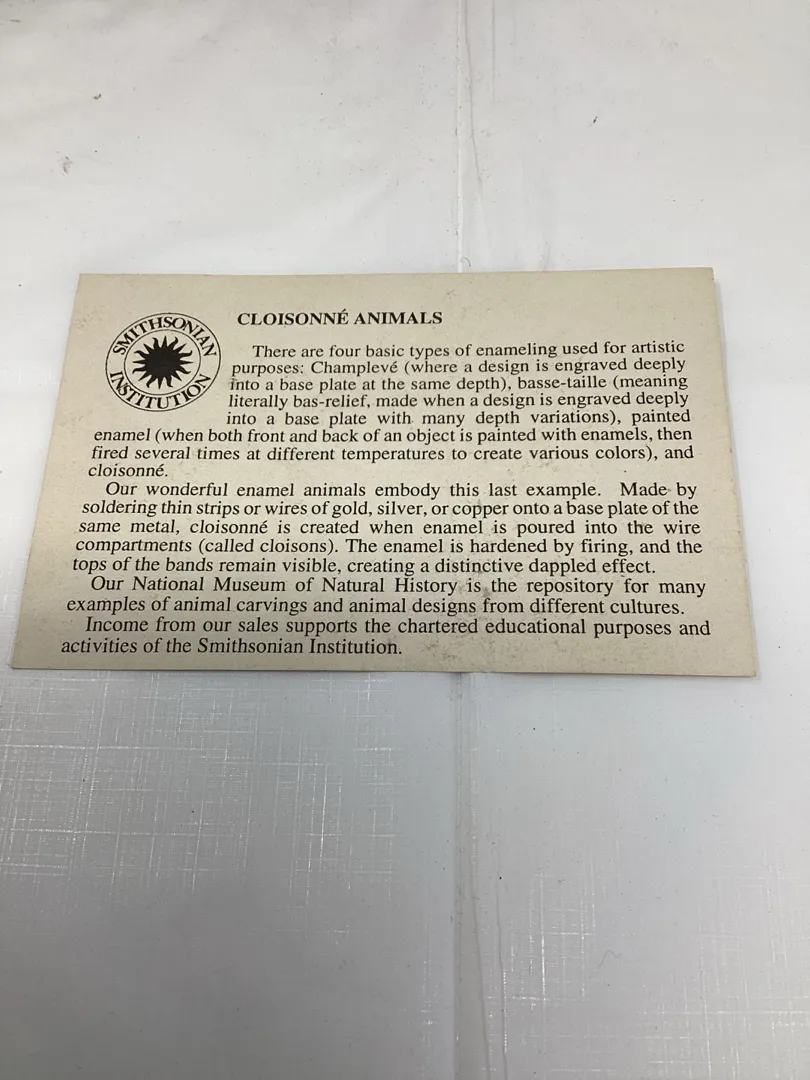 SMITHSONIAN
INSTITUTION
CLOISONNÉ ANIMALS
There are four basic types of enameling used for artistic
purposes: Champlevé (where a design is engraved deeply
into a base plate at the same depth), basse-taille (meaning
literally bas-relief, made when a design is engraved deeply
into a base plate with many depth variations), painted
enamel (when both front and back of an object is painted with enamels, then
fired several times at different temperatures to create various colors), and
cloisonné.
Our wonderful enamel animals embody this last example. Made by
soldering thin strips or wires of gold, silver, or copper onto a base plate of the
same metal, cloisonné is created when enamel is poured into the wire
compartments (called cloisons). The enamel is hardened by firing, and the
tops of the bands remain visible, creating a distinctive dappled effect.
Our National Museum of Natural History is the repository for many
examples of animal carvings and animal designs from different cultures.
Income from our sales supports the chartered educational purposes and
activities of the Smithsonian Institution.